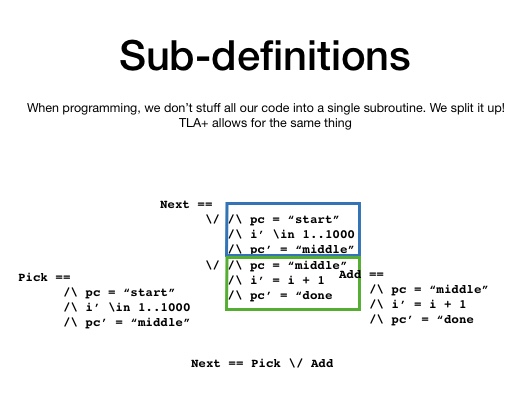 Sub-definitions
When programming, we don’t stuff all our code into a single subroutine. We split it up!
TLA+ allows for the same thing
Next ==
\/ /\ pc = “start”
/\ i’ \in 1..1000
/\ pc’ = “middle”
\/ /\ pc = “middle”
/\ i’ = i + 1
/\ pc’ = “done
Pick ==
/\ pc = “start”
/\ i’ \in 1..1000
/\ pc’ = “middle”
Add ==
/\ pc = “middle”
/\ i’ = i + 1
/\ pc’ = “done
Next == Pick \/ Add